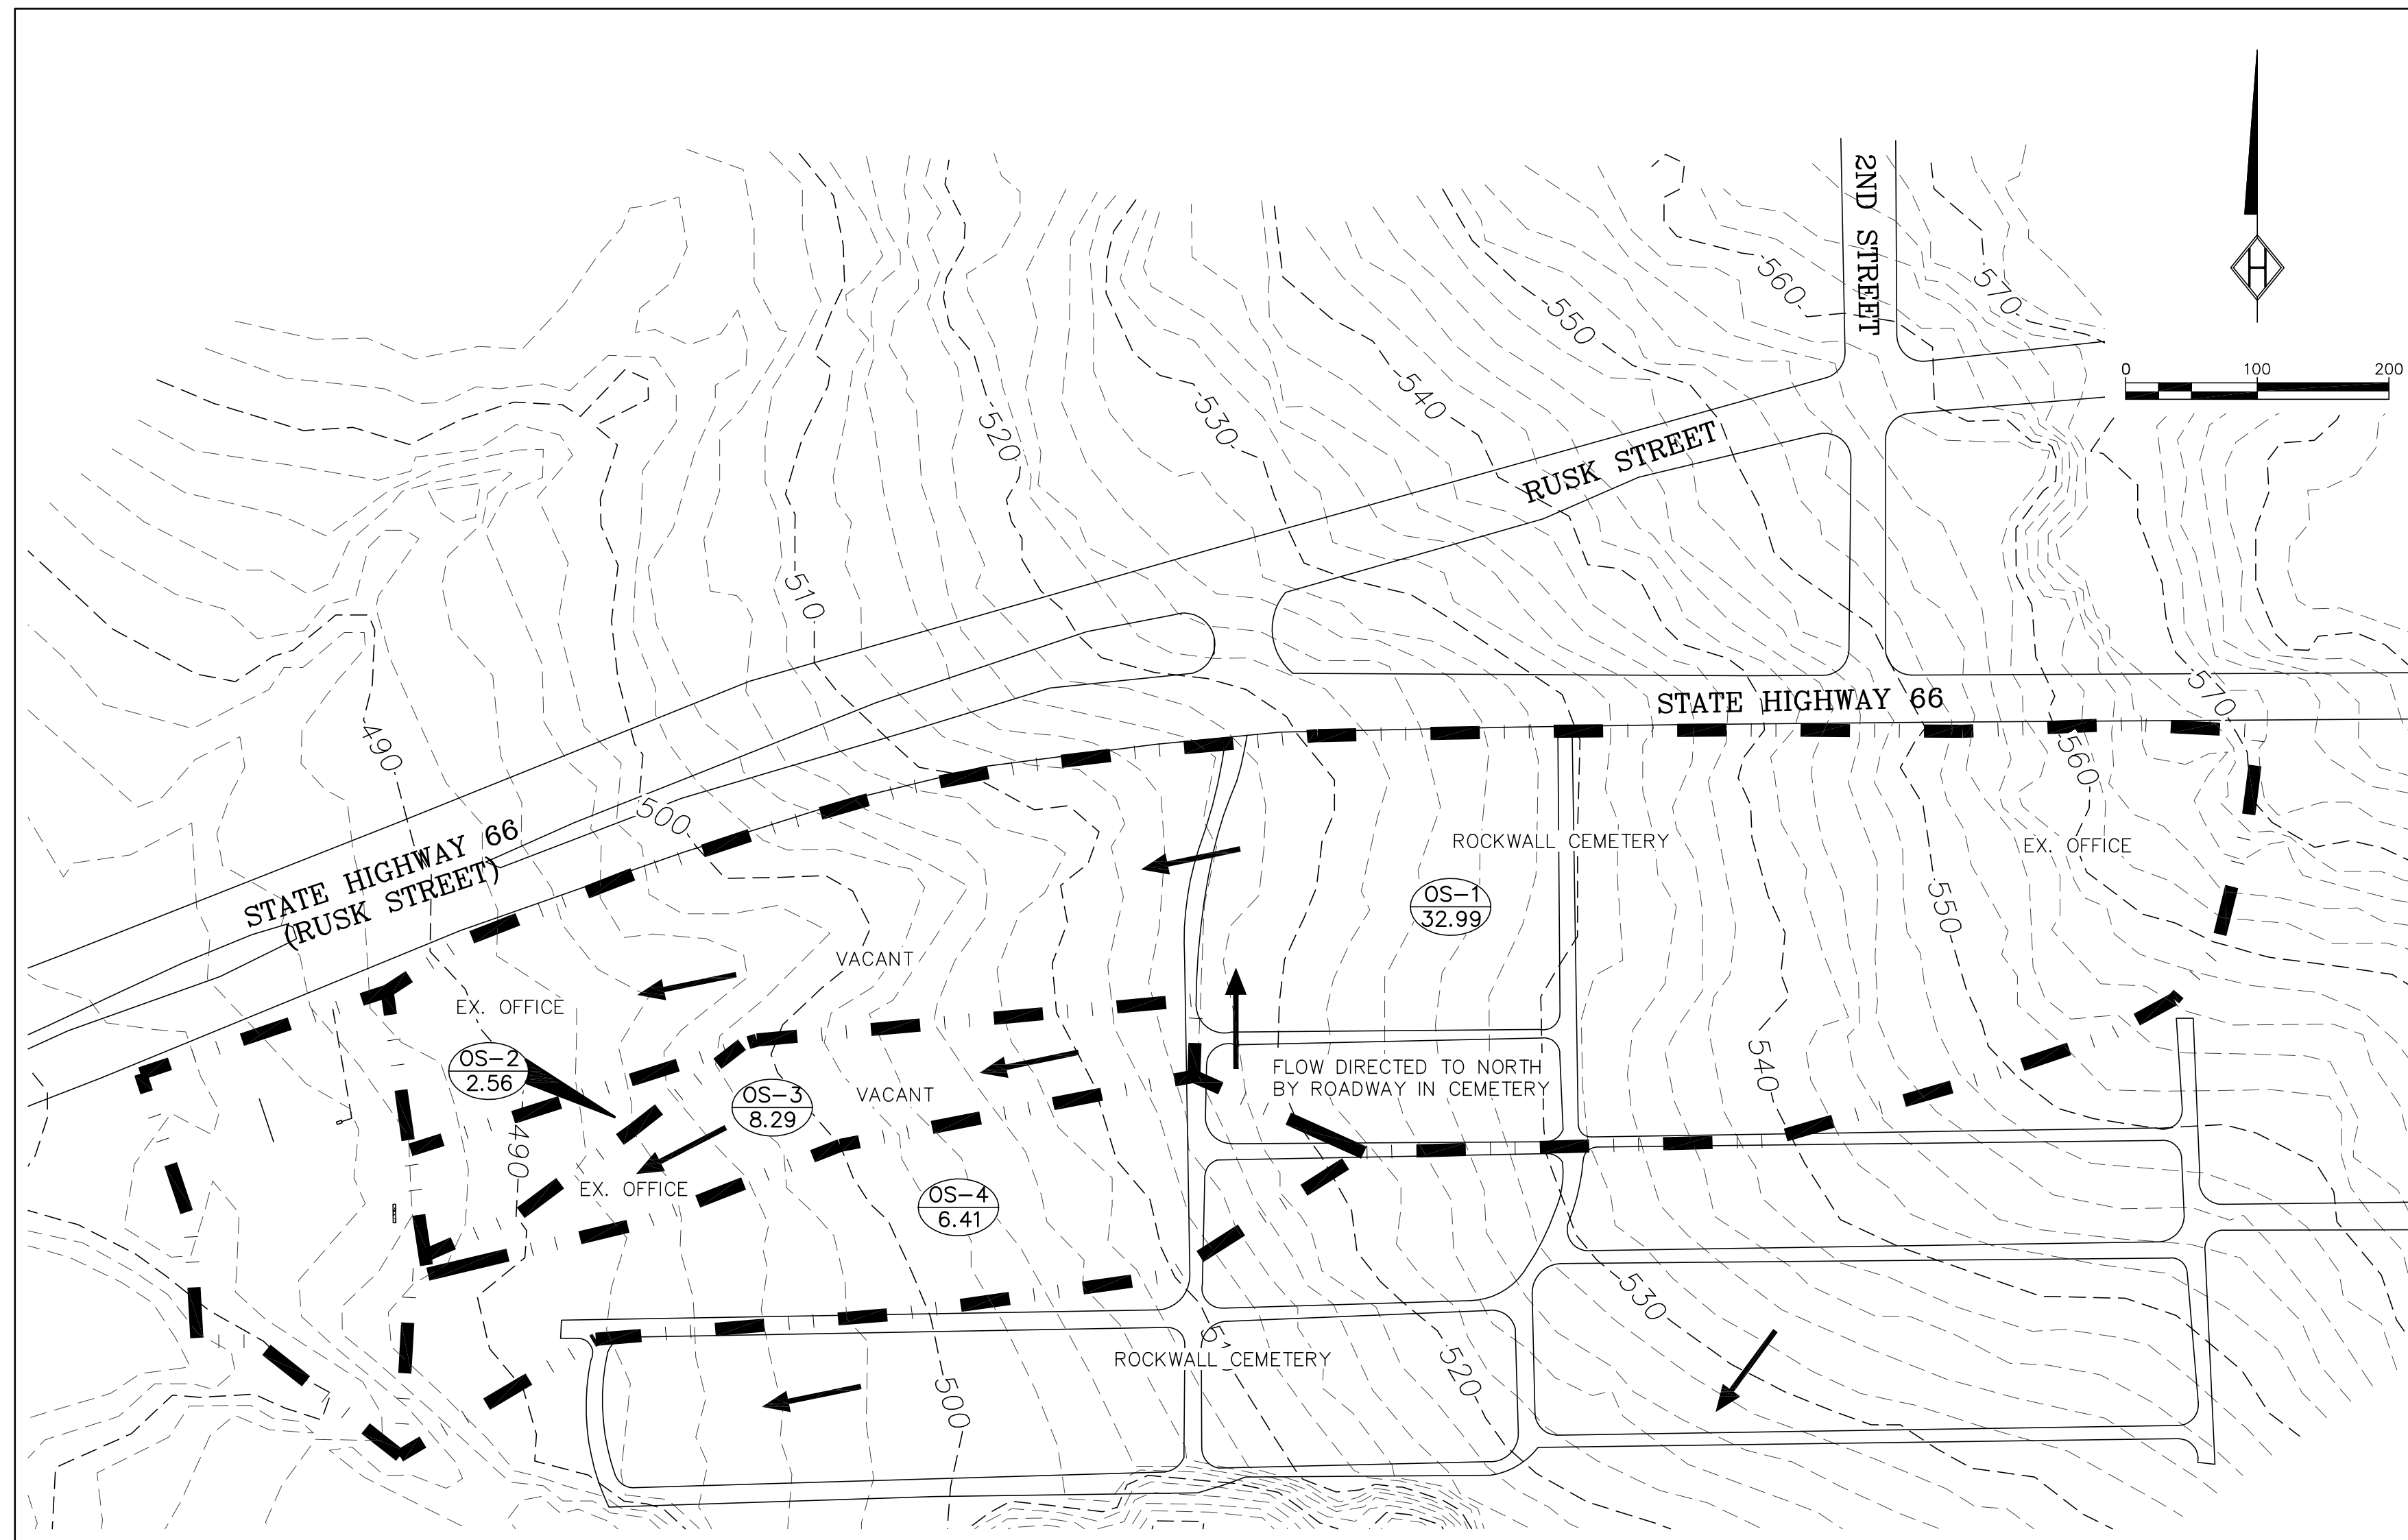 2ND STREET
H
0 100 200
560
570
550
540
530
520
RUSK STREET
510
STATE HIGHWAY 66
570
490
560
500
STATE HIGHWAY 66
(RUSK STREET)
ROCKWALL CEMETERY
EX. OFFICE
OS-1
32.99
550
VACANT
EX. OFFICE
OS-2
2.56
FLOW DIRECTED TO NORTH
BY ROADWAY IN CEMETERY
540
OS-3
8.29
VACANT
490
EX. OFFICE
OS-4
6.41
530
ROCKWALL CEMETERY
520
500